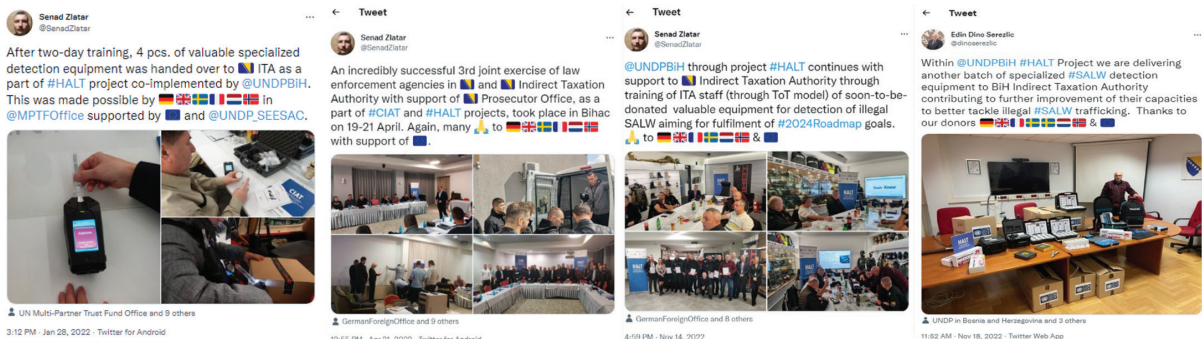 Senad Zlatar
@SenadZlatar
After two-day training, 4 pcs. of valuable specialized
detection equipment was handed over to 🇧🇦 ITA as a
part of #HALT project co-implemented by @UNDPBiH.
This was made possible by 🇩🇪🇬🇧🇸🇪🇫🇷🇳🇱🇳🇴 in
@MPTFOffice supported by 🇪🇺 and @UNDP_SEESAC.
CIAT
UN Multi-Partner Trust Fund Office and 9 others
3:12 PM · Jan 28, 2022 · Twitter for Android
Tweet
Senad Zlatar
@SenadZlatar
An incredibly successful 3rd joint exercise of law
enforcement agencies in 🇧🇦 and 🇧🇦 Indirect Taxation
Authority with support of 🇧🇦 Prosecutor Office, as a
part of #CIAT and #HALT projects, took place in Bihac
on 19-21 April. Again, many 🙏 to 🇩🇪🇬🇧🇸🇪🇫🇷🇳🇱🇳🇴
with support of 🇪🇺.
GermanForeignOffice and 9 others
Tweet
Senad Zlatar
@SenadZlatar
@UNDPBiH through project #HALT continues with
support to 🇧🇦 Indirect Taxation Authority through
training of ITA staff (through ToT model) of soon-to-be-
donated valuable equipment for detection of illegal
SALW aiming for fulfilment of #2024Roadmap goals.
🙏 to 🇩🇪🇬🇧🇫🇷🇸🇪🇳🇱🇳🇴 & 🇪🇺
HALT
GermanForeignOffice and 8 others
4:59 PM · Nov 14, 2022
Tweet
Edin Dino Serezlic
@dinoserezlic
Within @UNDPBiH #HALT Project we are delivering
another batch of specialized #SALW detection
equipment to BiH Indirect Taxation Authority
contributing to further improvement of their capacities
to better tackle illegal #SALW trafficking. Thanks to
our donors 🇩🇪🇬🇧🇫🇷🇸🇪🇳🇱🇳🇴 & 🇪🇺
HALT
UNDP in Bosnia and Herzegovina and 3 others
11:52 AM · Nov 18, 2022 · Twitter Web App